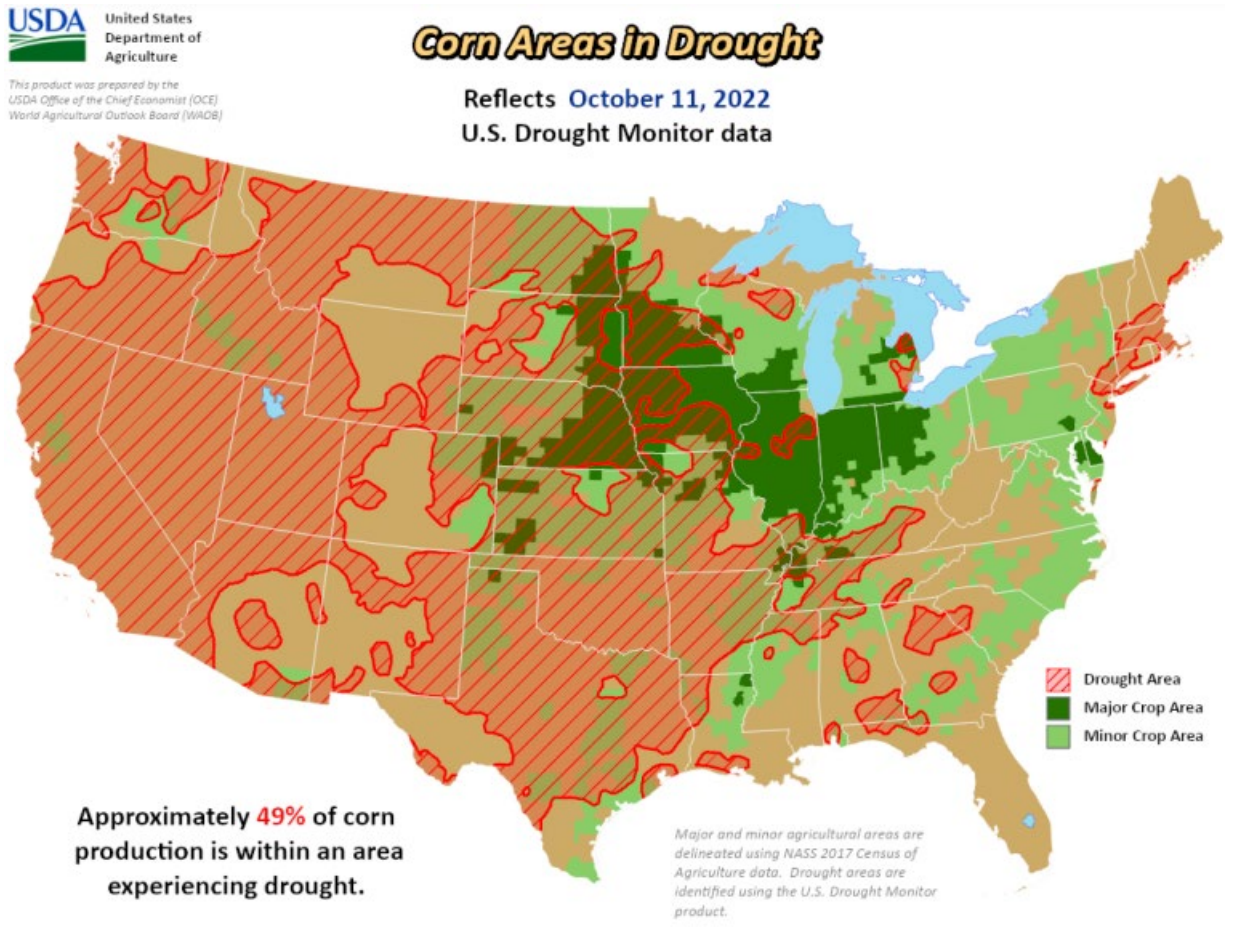 USDA
United States
Department of
Agriculture
This product was prepared by the
USDA Office of the Chief Economist (OCE)
World Agricultural Outlook Board (WAOB)
Corn Areas in Drought
Reflects October 11, 2022
U.S. Drought Monitor data
Drought Area
Major Crop Area
Minor Crop Area
Approximately 49% of corn
production is within an area
experiencing drought.
Major and minor agricultural areas are
delineated using NASS 2017 Census of
Agriculture data. Drought areas are
identified using the U.S. Drought Monitor
product.